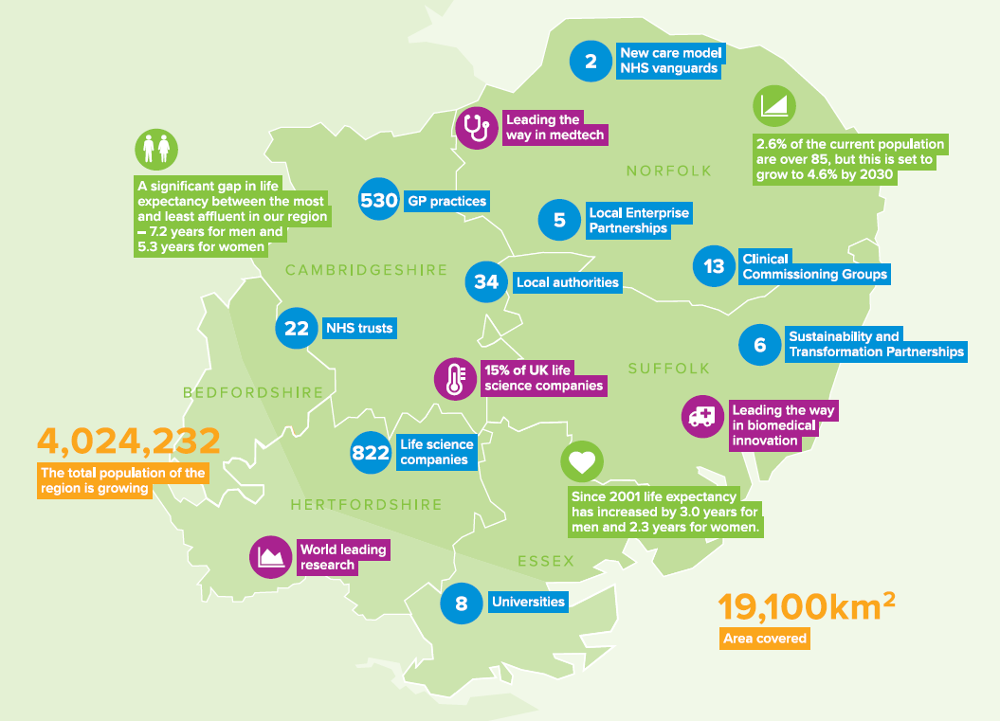 2
New care model
NHS vanguards
Leading the
way in medtech
2.6% of the current population
are over 85, but this is set to
grow to 4.6% by 2030
NORFOLK
A significant gap in life
expectancy between the most
and least affluent in our region
– 7.2 years for men and
5.3 years for women
530
GP practices
5
Local Enterprise
Partnerships
13
Clinical
Commissioning Groups
CAMBRIDGESHIRE
34
Local authorities
22
NHS trusts
6
Sustainability and
Transformation Partnerships
15% of UK life
science companies
SUFFOLK
BEDFORDSHIRE
Leading the way
in biomedical
innovation
4,024,232
The total population of the
region is growing
822
Life science
companies
Since 2001 life expectancy
has increased by 3.0 years for
men and 2.3 years for women.
HERTFORDSHIRE
World leading
research
ESSEX
8
Universities
19,100km²
Area covered